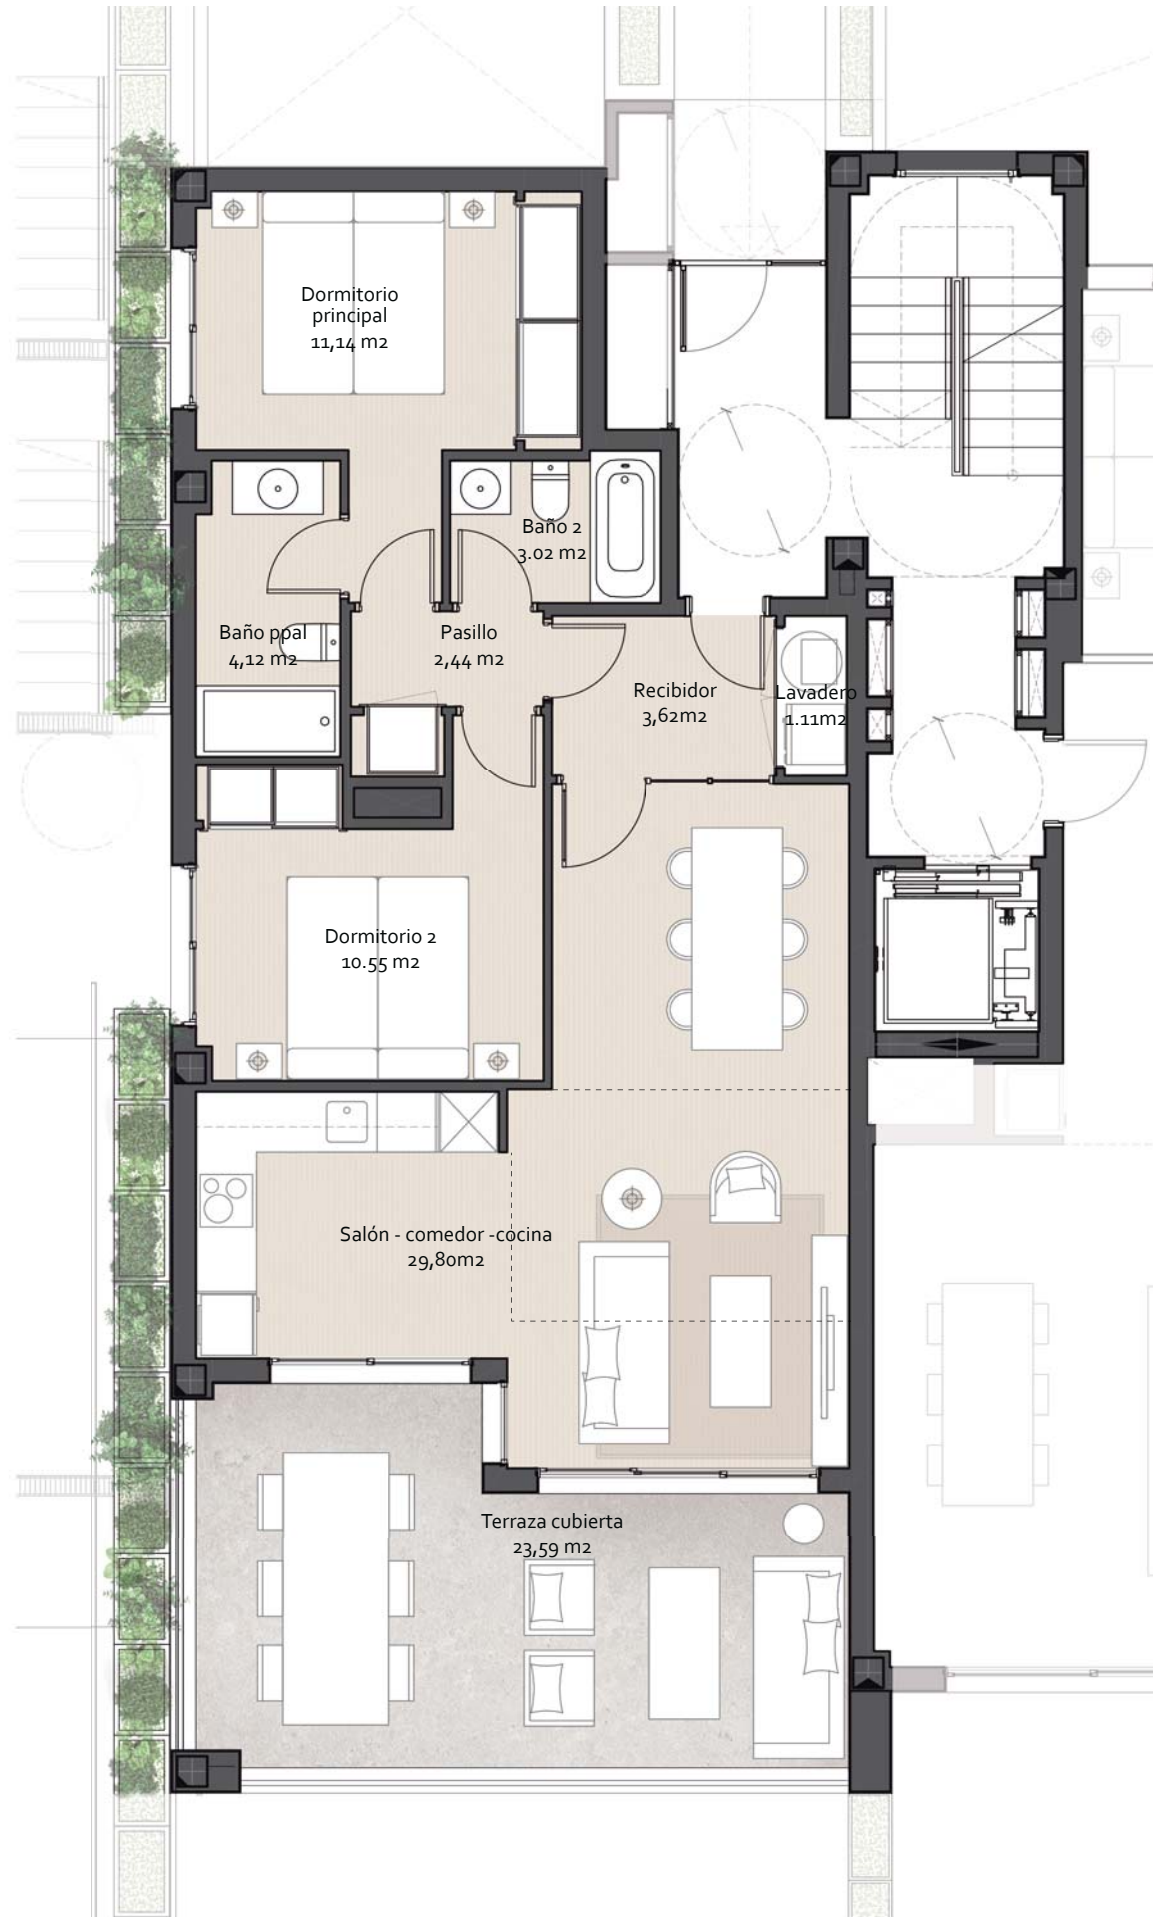 Dormitorio
principal
11,14 m2
Baño 2
3.02 m2
Baño ppal
4,12 m2
Pasillo
2,44 m2
Recibidor
3,62m2
Lavadero
1.11m2
Dormitorio 2
10.55 m2
Salón - comedor -cocina
29,80m2
Terraza cubierta
23,59 m2